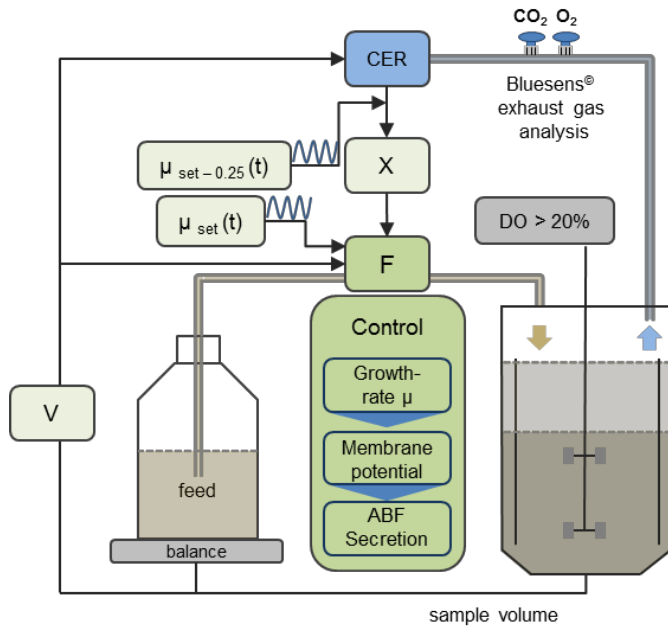 CO₂ O₂
CER
Bluesens©
exhaust gas
analysis
μ set – 0.25 (t)
X
μ set (t)
DO > 20%
F
Control
Growth-
rate μ
V
Membrane
potential
feed
ABF
Secretion
balance
sample volume